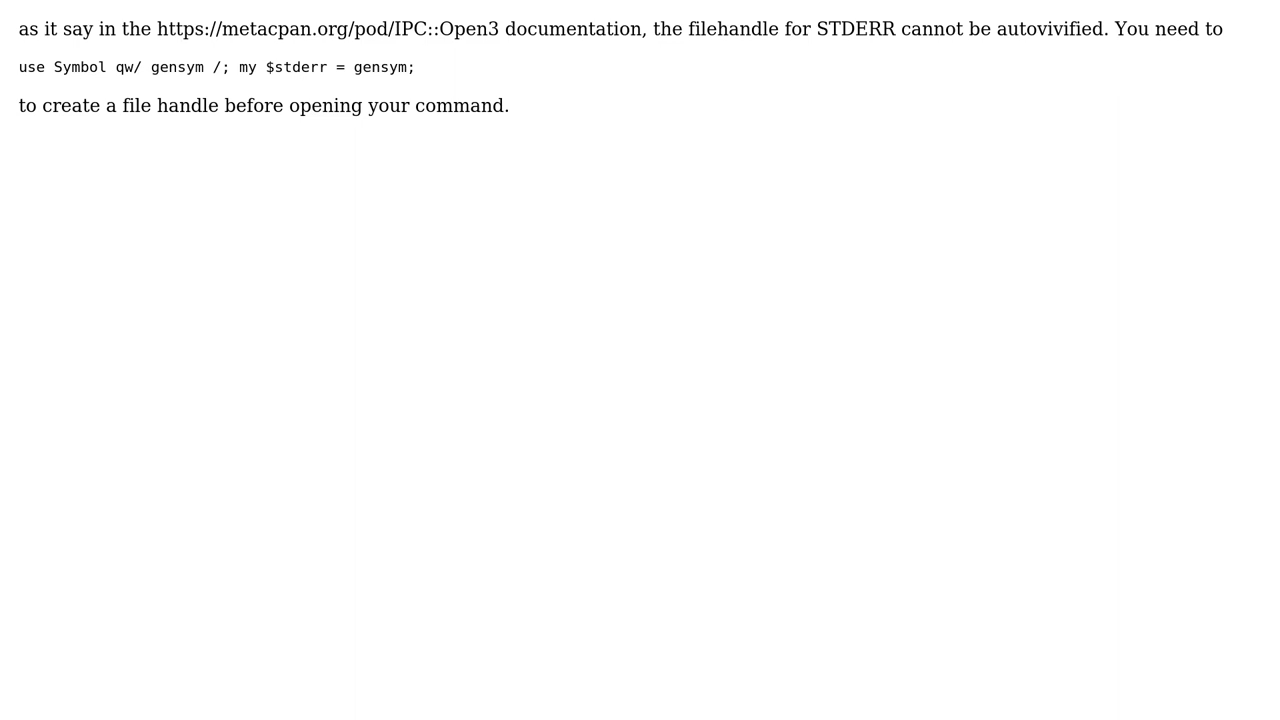 as it say in the https://metacpan.org/pod/IPC::Open3 documentation, the filehandle for STDERR cannot be autovivified. You need to
use Symbol qw/ gensym /; my $stderr = gensym;
to create a file handle before opening your command.